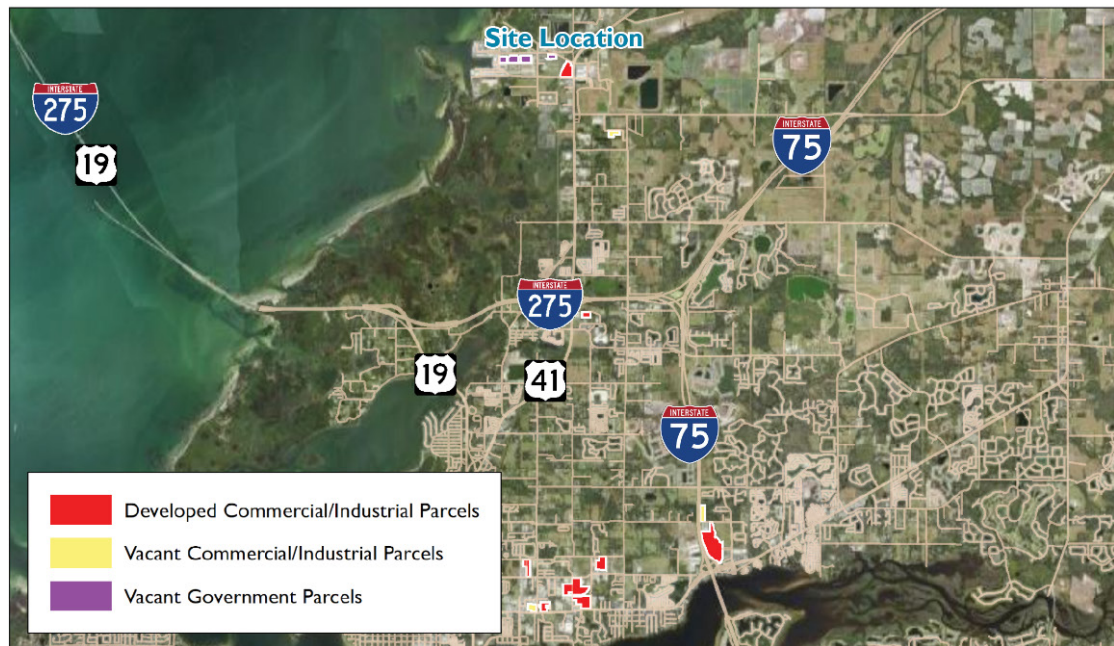 Site Location
INTERSTATE
275
19
INTERSTATE
75
INTERSTATE
275
19
41
INTERSTATE
75
Developed Commercial/Industrial Parcels
Vacant Commercial/Industrial Parcels
Vacant Government Parcels